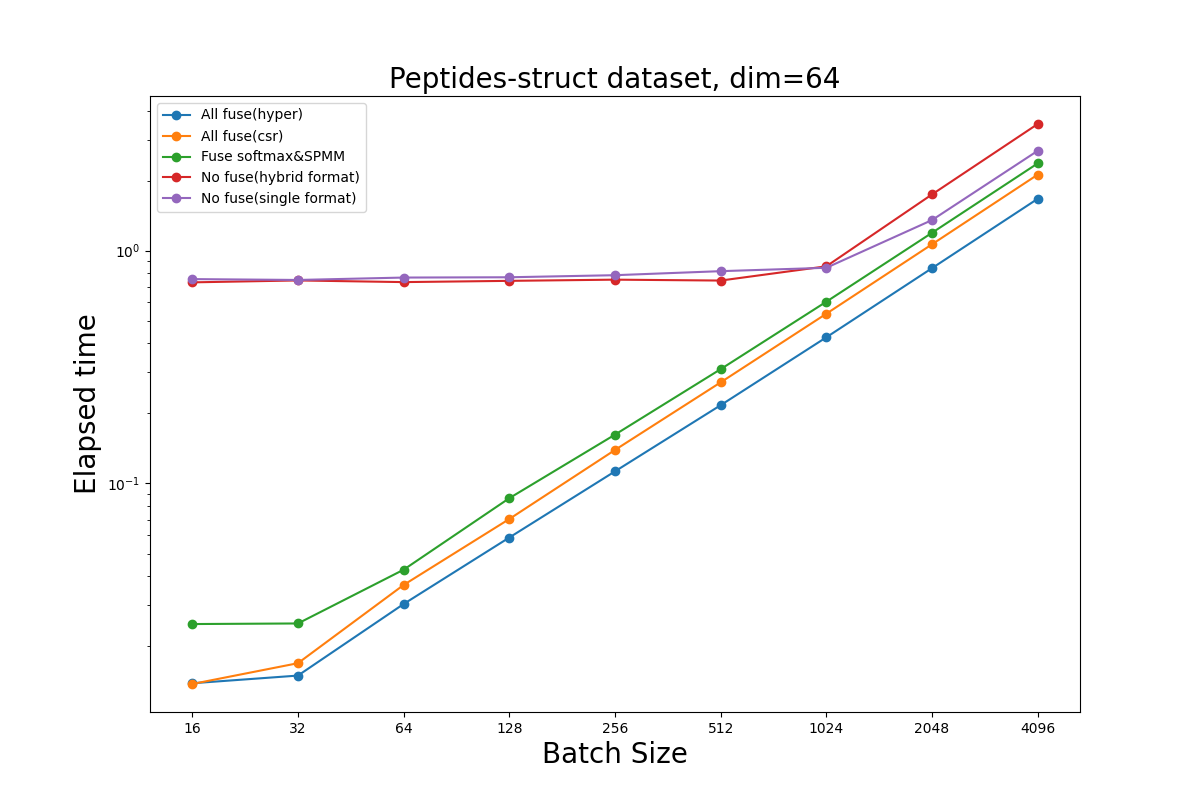 Peptides-struct dataset, dim=64
All fuse(hyper)
All fuse(csr)
Fuse softmax&SPMM
No fuse(hybrid format)
No fuse(single format)
10⁰
10⁻¹
Elapsed time
16 32 64 128 256 512 1024 2048 4096
Batch Size